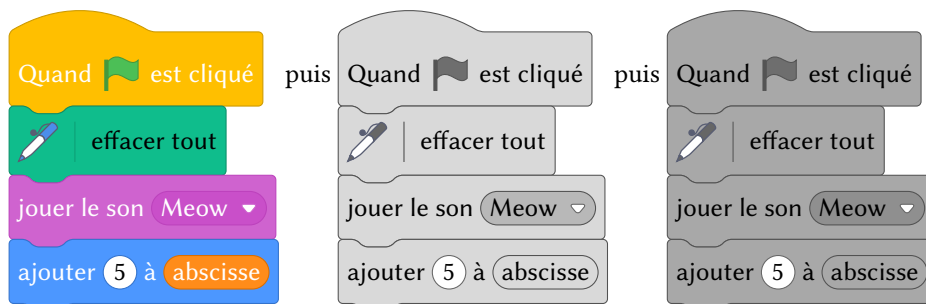 Quand est cliqué puis Quand est cliqué puis Quand est cliqué
effacer tout effacer tout effacer tout
jouer le son Meow jouer le son Meow jouer le son Meow
ajouter 5 à abscisse ajouter 5 à abscisse ajouter 5 à abscisse